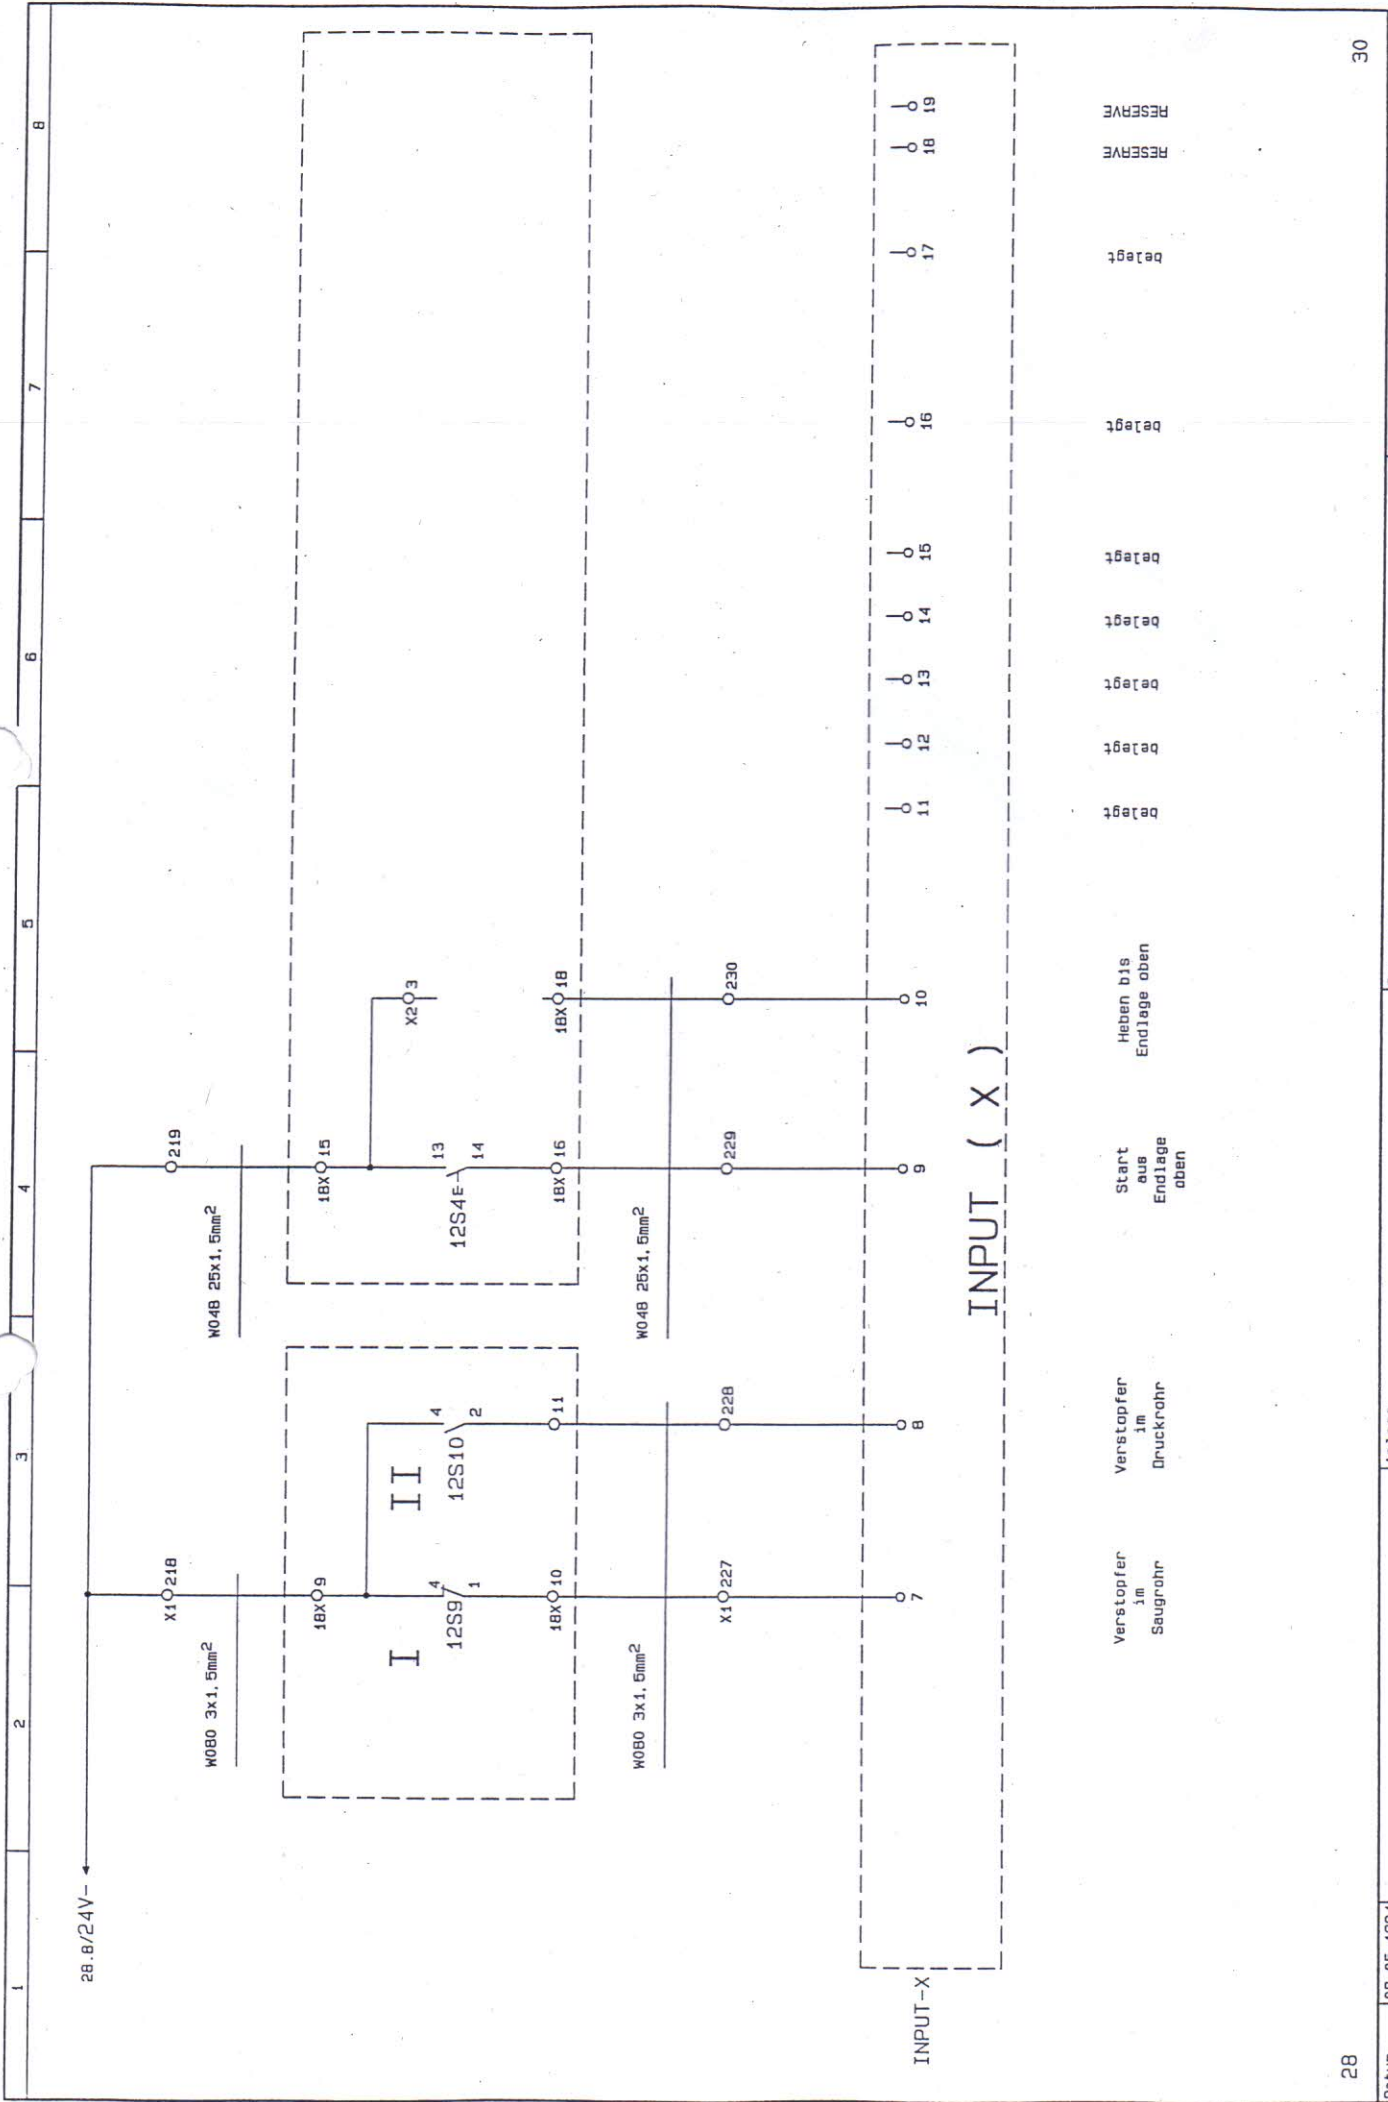 1
2
3
4
5
6
7
8
28.8/24V-
X1 218
219
W080 3x1,5mm²
W04B 25x1,5mm²
18X 9
18X 15
I
II
4
4
13
X2 3
12S9
12S10
12S4
1
2
14
18X 10
11
18X 16
18X 18
W080 3x1,5mm²
W04B 25x1,5mm²
X1 227
228
229
230
INPUT-X
7
8
9
10
11
12
13
14
15
16
17
18
19
INPUT ( X )
Verstopfer
im
Saugrohr
Verstopfer
im
Druckrohr
Start
aus
Endlage
oben
Heben bis
Endlage oben
belegt
belegt
belegt
belegt
belegt
belegt
belegt
RESERVE
RESERVE
28
30